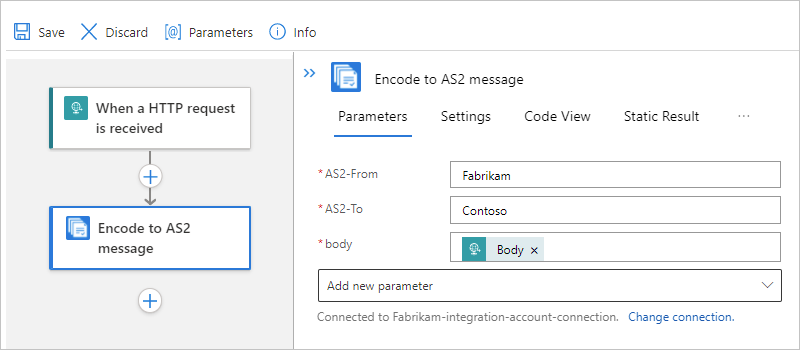 Save Discard [@] Parameters Info
When a HTTP request
is received
Encode to AS2
message
Encode to AS2 message
Parameters Settings Code View Static Result ...
*AS2-From Fabrikam
*AS2-To Contoso
*body Body ×
Add new parameter
Connected to Fabrikam-integration-account-connection. Change connection.